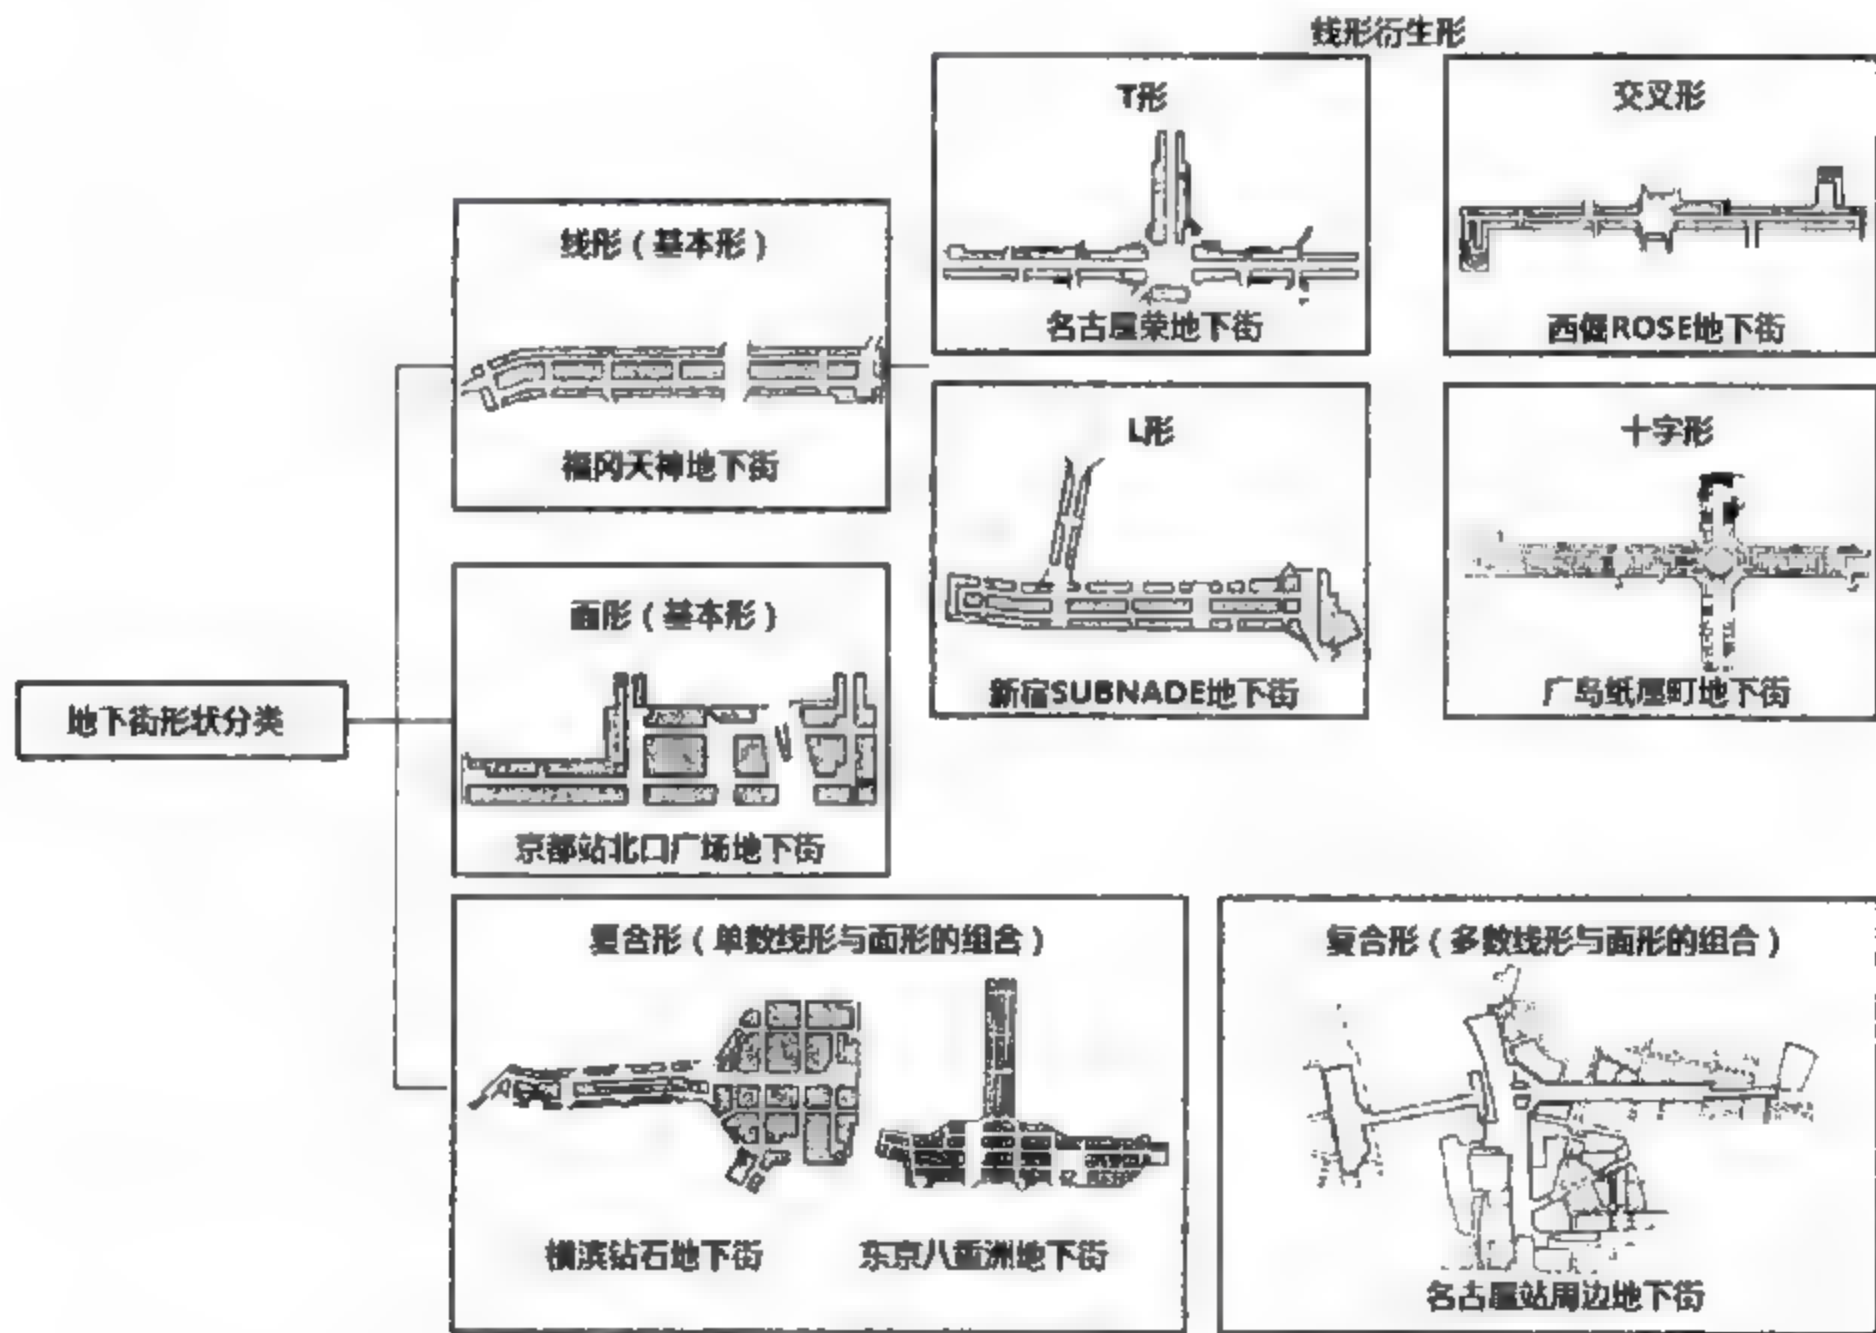 线形衍生形
T形
名古屋荣地下街
交叉形
ROSE地下街
线形（基本形）
福冈天神地下街
L形
新宿SUBNADE地下街
十字形
广岛纸屋町地下街
面形（基本形）
京都站北口广场地下街
地下街形状分类
复合形（单数线形与面形的组合）
横滨钻石地下街
东京八重洲地下街
复合形（多数线形与面形的组合）
名古屋站周边地下街